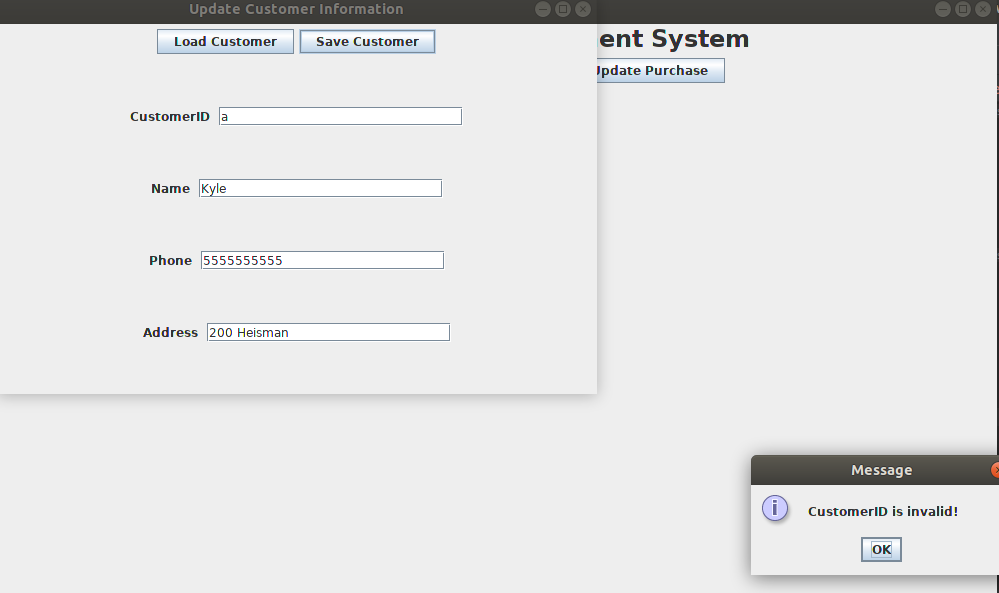 Update Customer Information
Load Customer
Save Customer
ent System
Update Purchase
CustomerID
a
Name
Kyle
Phone
5555555555
Address
200 Heisman
Message
i
CustomerID is invalid!
OK